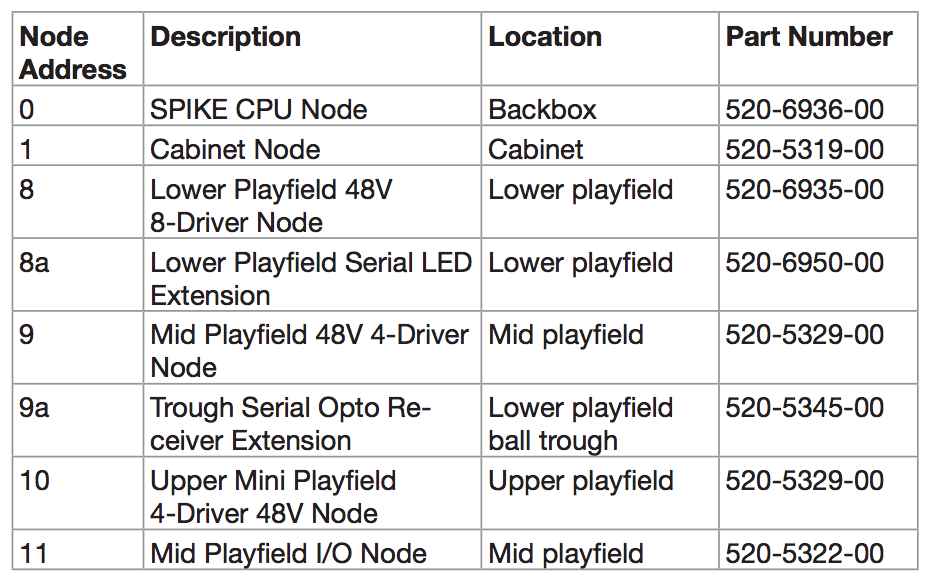 Node Address Description Location Part Number
0 SPIKE CPU Node Backbox 520-6936-00
1 Cabinet Node Cabinet 520-5319-00
8 Lower Playfield 48V Lower playfield 520-6935-00
8-Driver Node
8a Lower Playfield Serial LED Lower playfield 520-6950-00
Extension
9 Mid Playfield 48V 4-Driver Mid playfield 520-5329-00
Node
9a Trough Serial Opto Re- Lower playfield 520-5345-00
ceiver Extension ball trough
10 Upper Mini Playfield Upper playfield 520-5329-00
4-Driver 48V Node
11 Mid Playfield I/O Node Mid playfield 520-5322-00